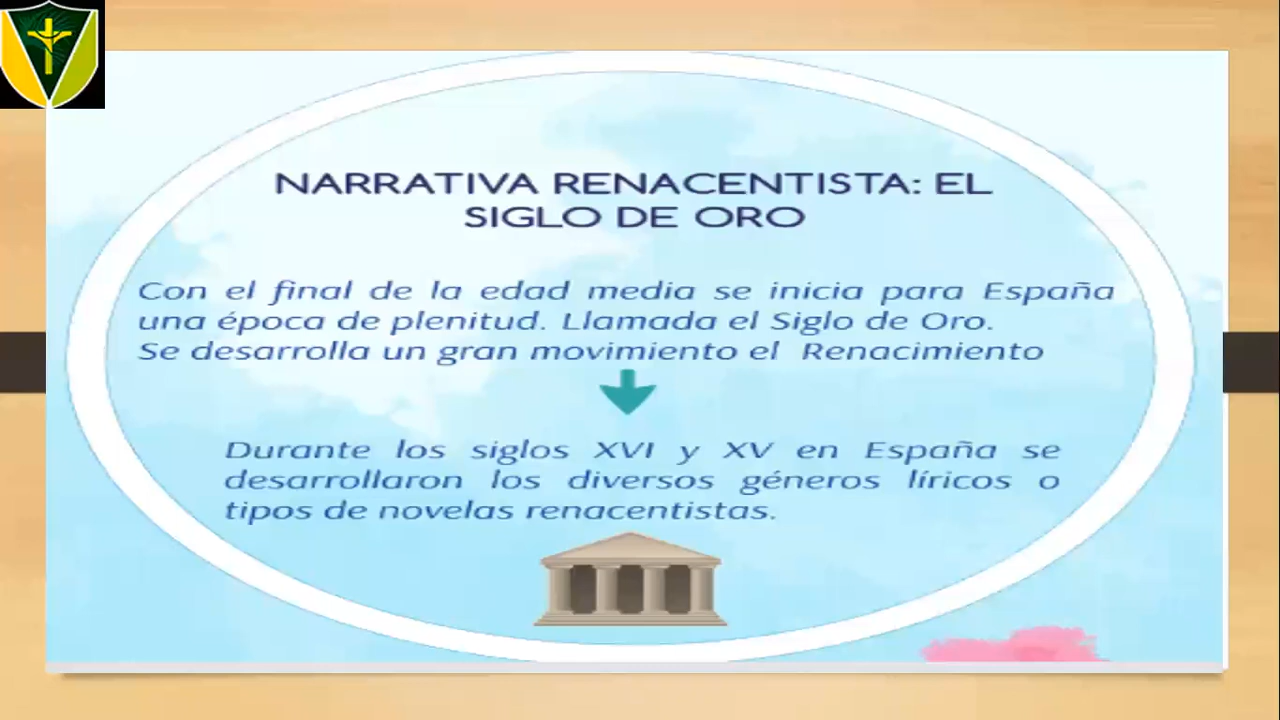 NARRATIVA RENACENTISTA: EL
SIGLO DE ORO
Con el final de la edad media se inicia para España
una época de plenitud. Llamada el Siglo de Oro.
Se desarrolla un gran movimiento el Renacimiento
Durante los siglos XVI y XV en España se
desarrollaron los diversos géneros líricos o
tipos de novelas renacentistas.